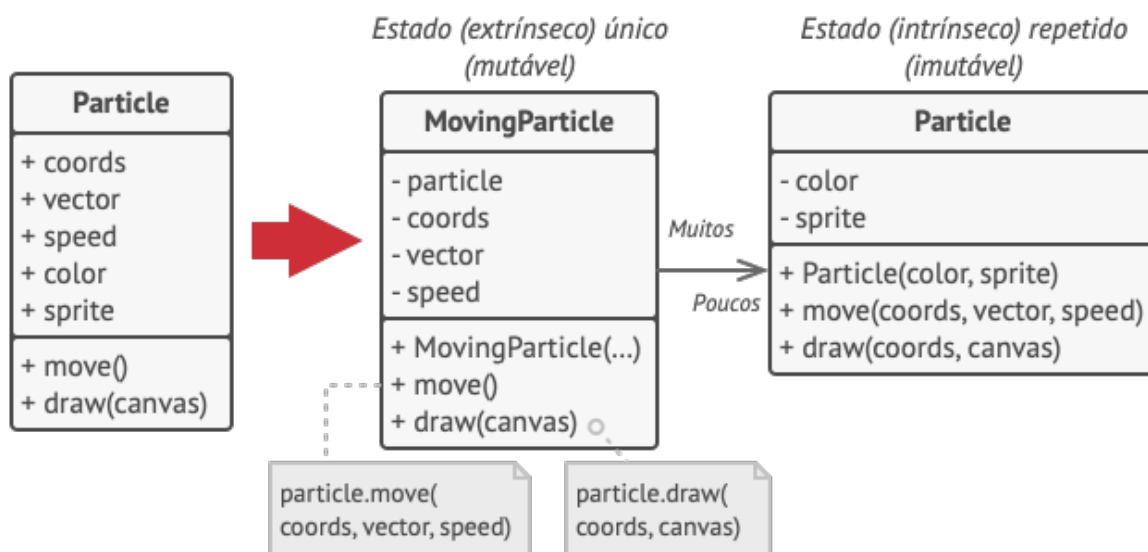 Particle
+ coords
+ vector
+ speed
+ color
+ sprite
+ move()
+ draw(canvas)
Estado (extrínseco) único
(mutável)
MovingParticle
- particle
- coords
- vector
- speed
+ MovingParticle(...)
+ move()
+ draw(canvas)
particle.move(
coords, vector, speed)
particle.draw(
coords, canvas)
Muitos
Poucos
Estado (intrínseco) repetido
(imutável)
Particle
- color
- sprite
+ Particle(color, sprite)
+ move(coords, vector, speed)
+ draw(coords, canvas)